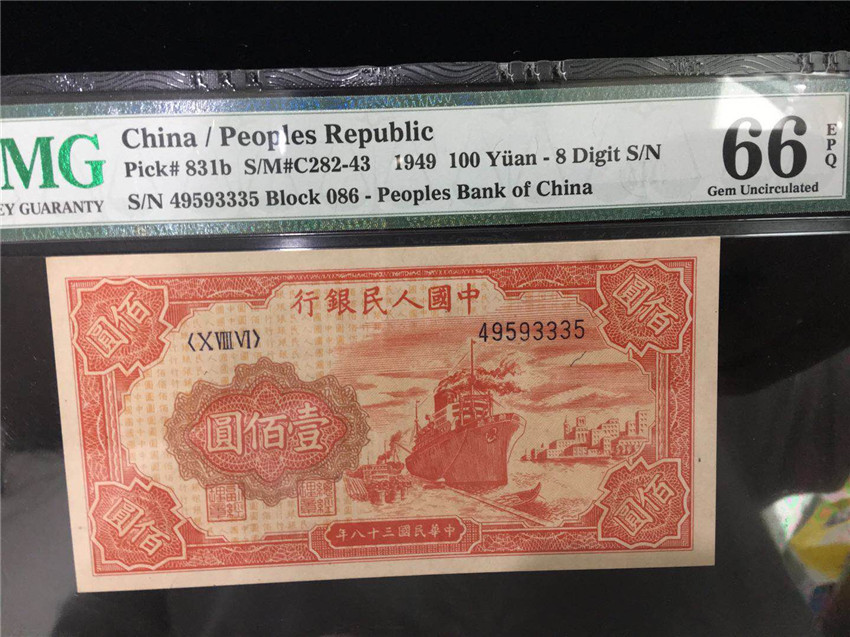 MG
EY GUARANTY
China / Peoples Republic
Pick# 831b S/M#C282-43 1949 100 Yüan - 8 Digit S/N
S/N 49593335 Block 086 - Peoples Bank of China
66
EPQ
Gem Uncirculated
中國人民銀行
佰圓
佰圓
〈X VIII VI〉
49593335
壹佰圓
佰圓
佰圓
中華民國三十八年